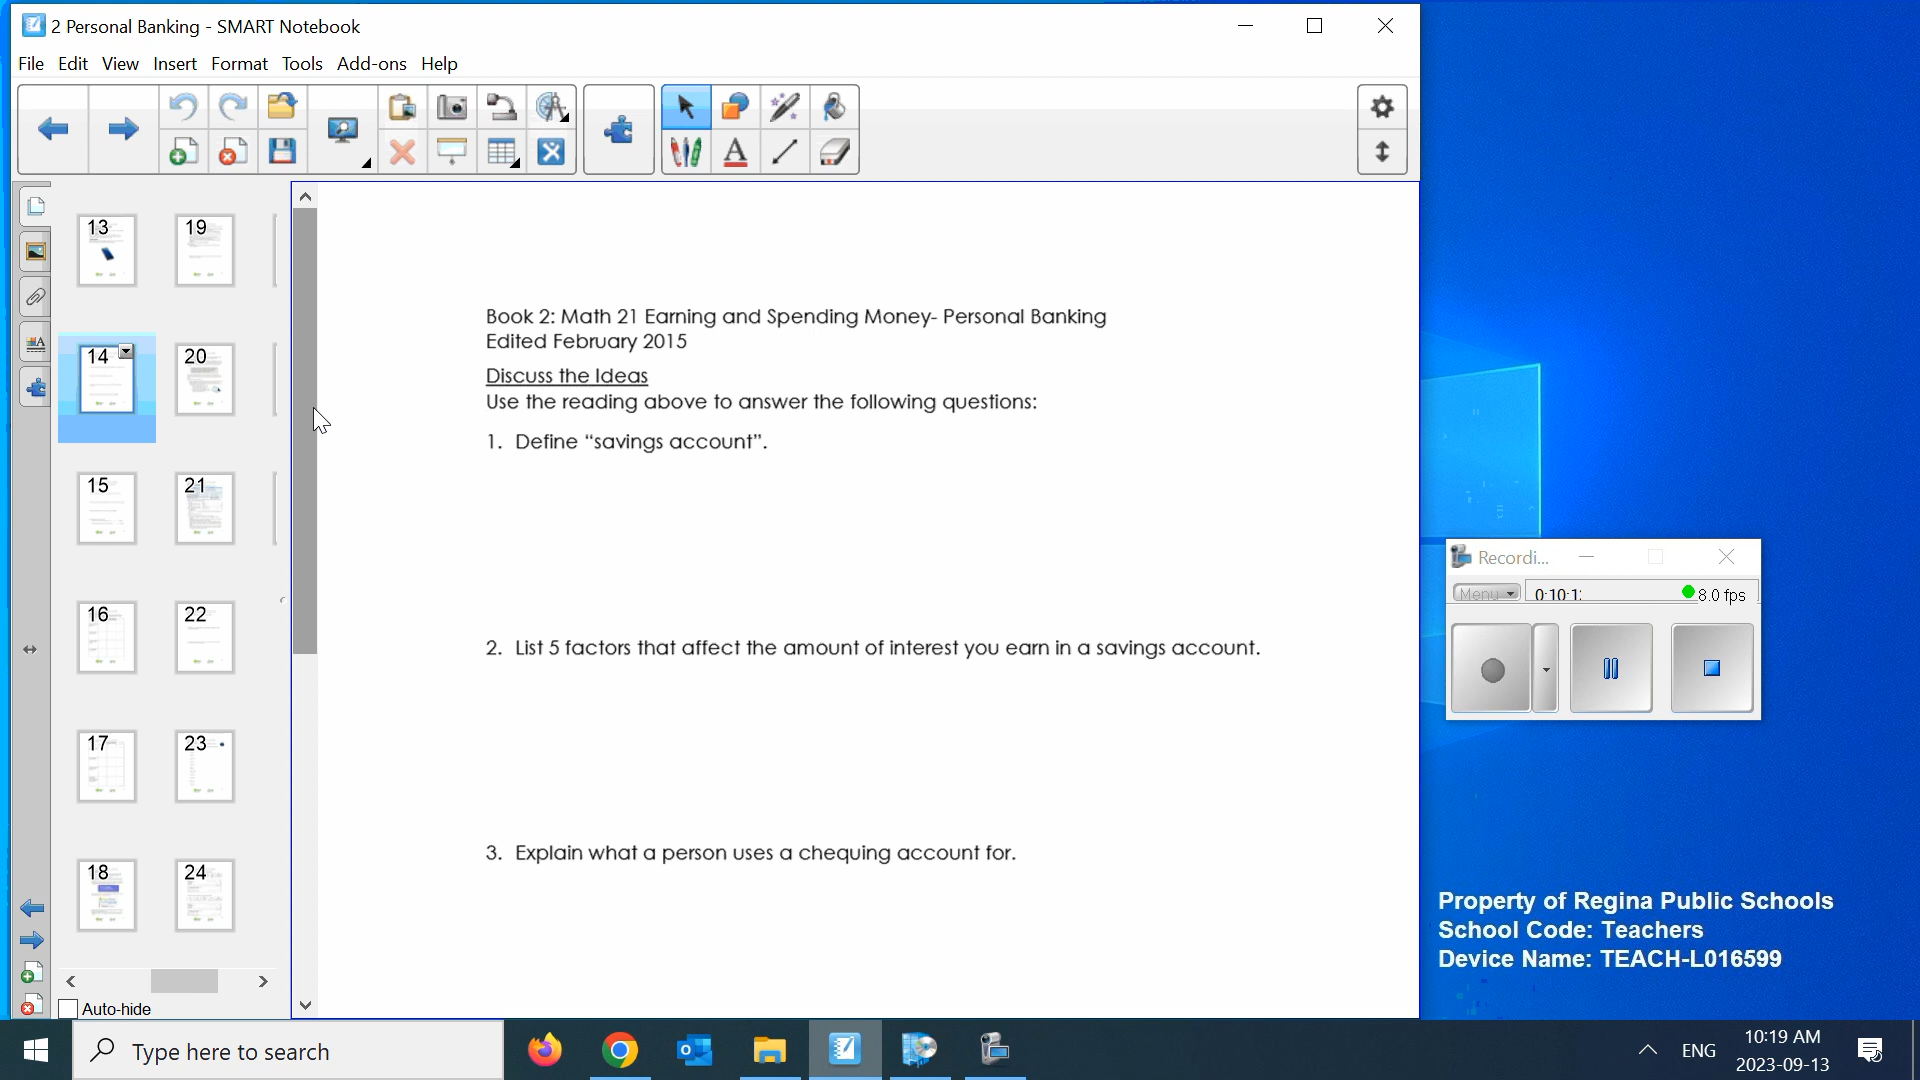 2 Personal Banking - SMART Notebook
File Edit View Insert Format Tools Add-ons Help
13
19
14
20
15
21
16
22
17
23
18
24
Auto-hide
Book 2: Math 21 Earning and Spending Money- Personal Banking
Edited February 2015
Discuss the Ideas
Use the reading above to answer the following questions:
1. Define “savings account”.
2. List 5 factors that affect the amount of interest you earn in a savings account.
3. Explain what a person uses a chequing account for.
Recordi...
Menu
8.0 fps
Property of Regina Public Schools
School Code: Teachers
Device Name: TEACH-L016599
Type here to search
ENG
10:19 AM
2023-09-13